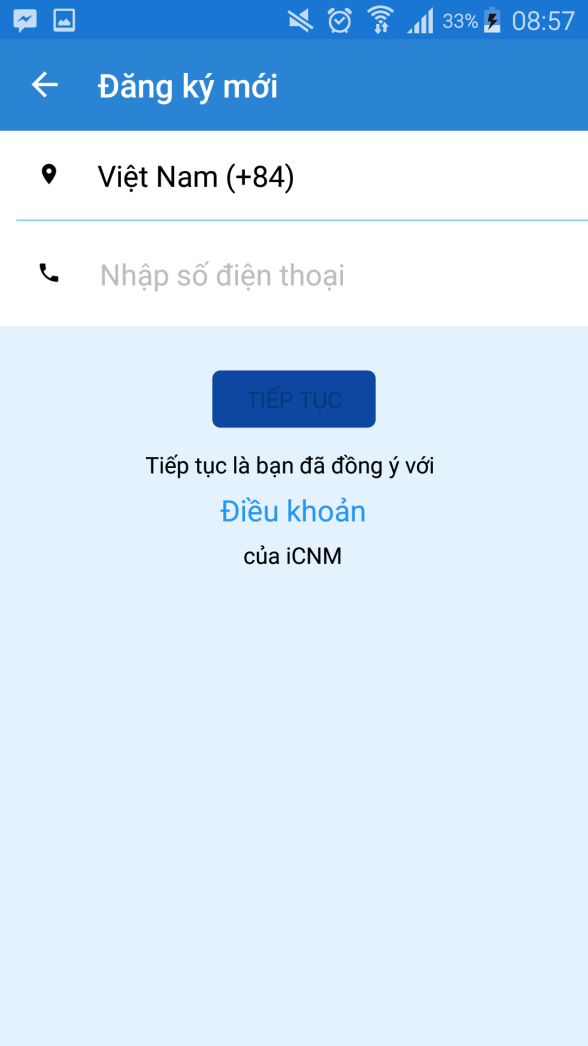 33% 08:57
Đăng ký mới
Việt Nam (+84)
Nhập số điện thoại
TIẾP TỤC
Tiếp tục là bạn đã đồng ý với
Điều khoản
của iCNM